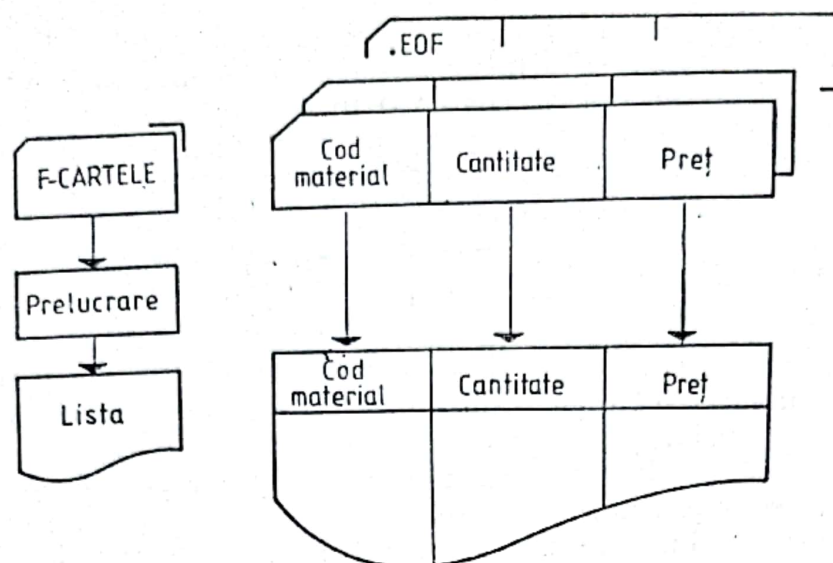 .EOF
F-CARTELE
Cod
material
Cantitate
Preț
Prelucrare
Lista
Cod
material
Cantitate
Preț